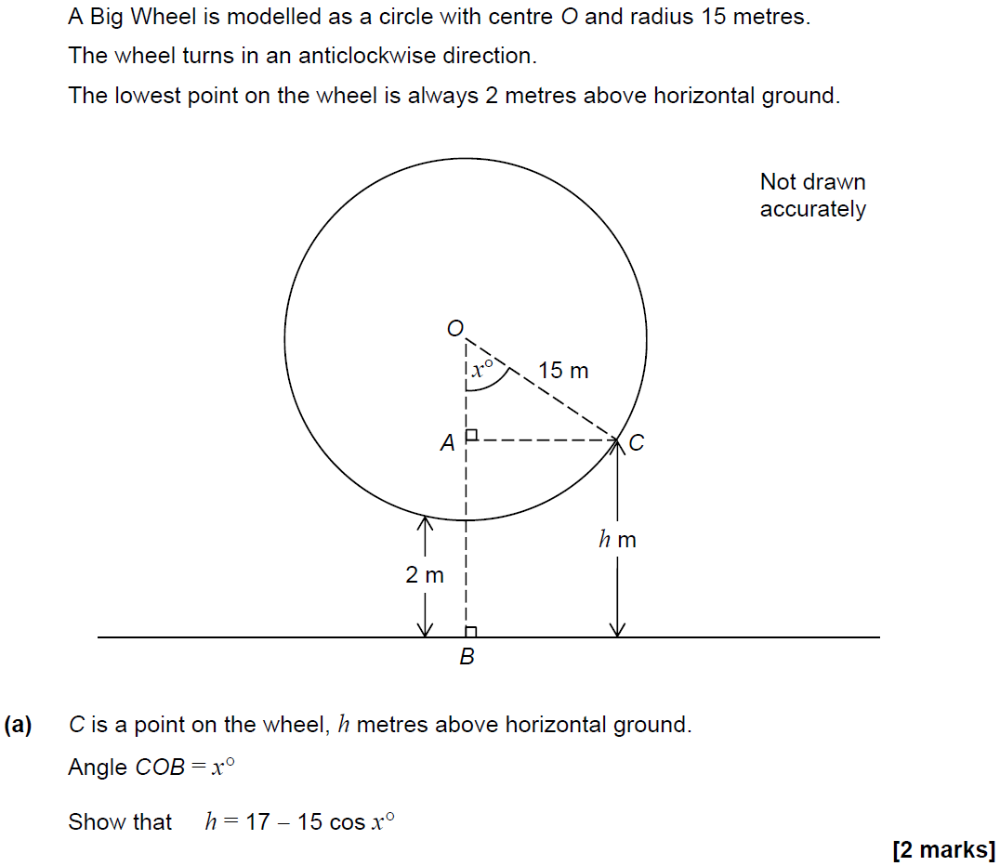 A Big Wheel is modelled as a circle with centre O and radius 15 metres.
The wheel turns in an anticlockwise direction.
The lowest point on the wheel is always 2 metres above horizontal ground.
Not drawn
accurately
O
x°
15 m
A
C
h m
2 m
B
(a) C is a point on the wheel, h metres above horizontal ground.
Angle COB = x°
Show that h = 17 – 15 cos x°
[2 marks]